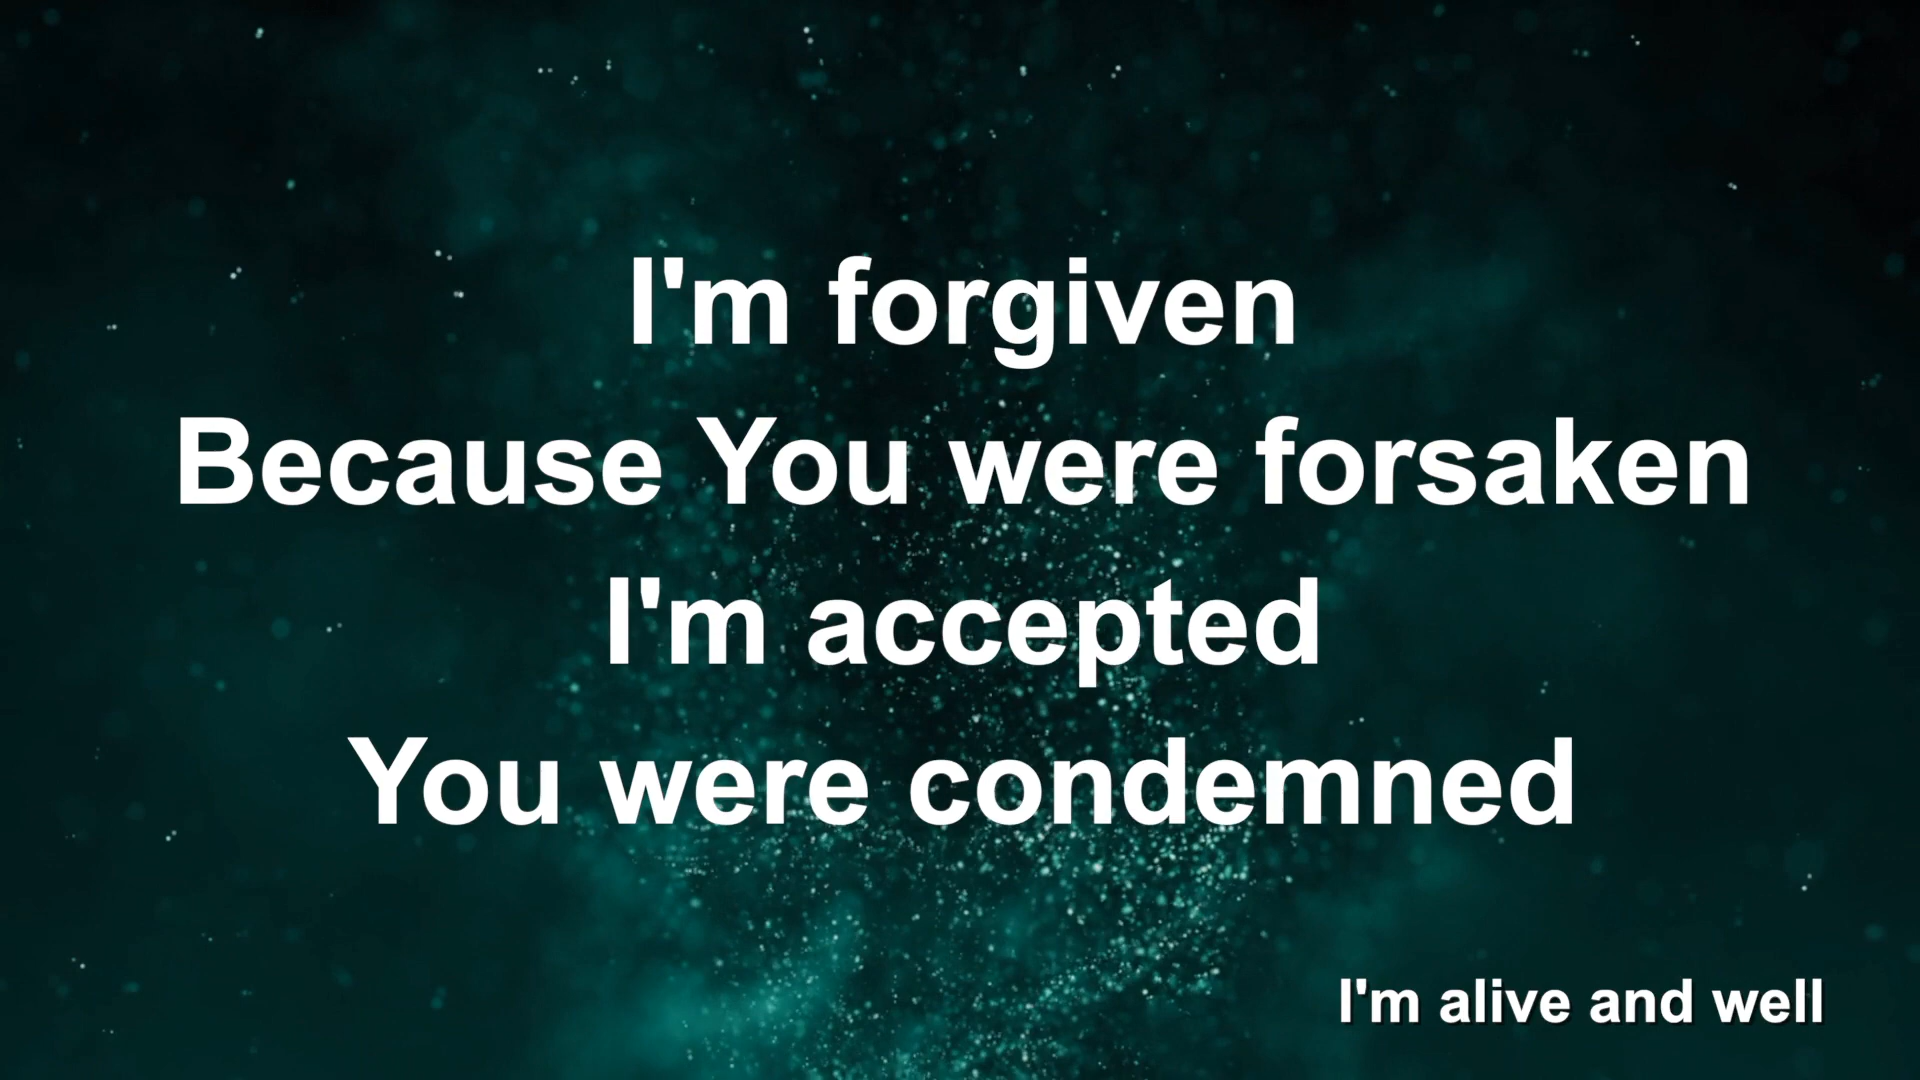 I'm forgiven
Because You were forsaken
I'm accepted
You were condemned
I'm alive and well